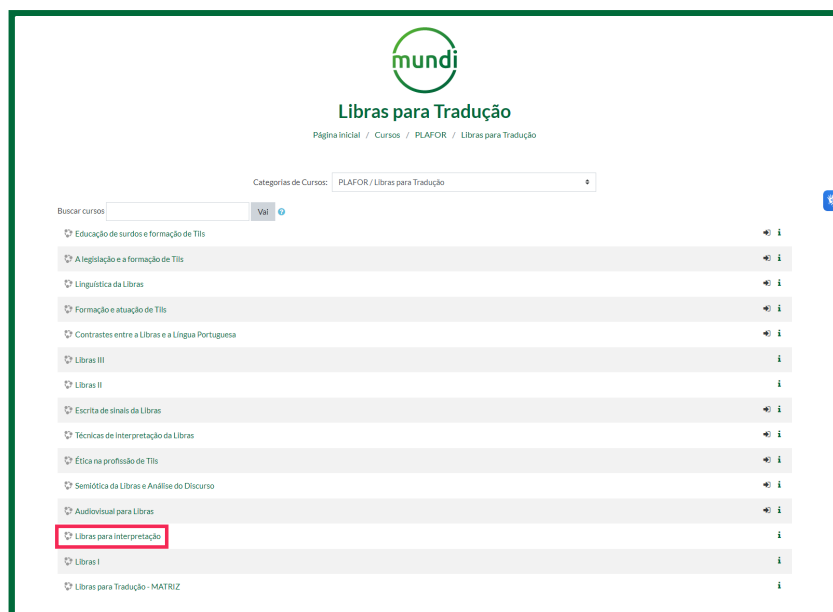 mundi
Libras para Tradução
Página inicial / Cursos / PLAFOR / Libras para Tradução
Categorias de Cursos: PLAFOR / Libras para Tradução
Buscar cursos Vai
Educação de surdos e formação de Tils
A legislação e a formação de Tils
Linguística da Libras
Formação e atuação de Tils
Contrastes entre a Libras e a Língua Portuguesa
Libras III
Libras II
Escrita de sinais da Libras
Técnicas de interpretação da Libras
Ética na profissão de Tils
Semiótica da Libras e Análise do Discurso
Audiovisual para Libras
Libras para interpretação
Libras I
Libras para Tradução - MATRIZ